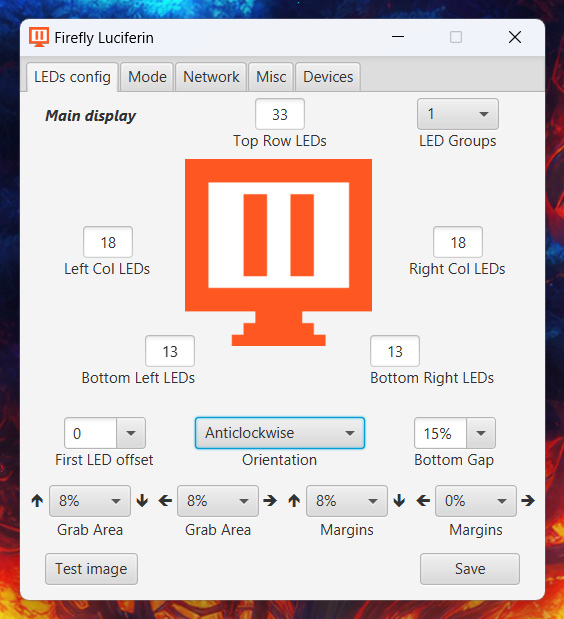 Firefly Luciferin
LEDs config Mode Network Misc Devices
Main display
33
Top Row LEDs
1
LED Groups
18
Left Col LEDs
18
Right Col LEDs
13
Bottom Left LEDs
13
Bottom Right LEDs
0
First LED offset
Anticlockwise
Orientation
15%
Bottom Gap
8%
Grab Area
8%
Grab Area
8%
Margins
0%
Margins
Test image
Save